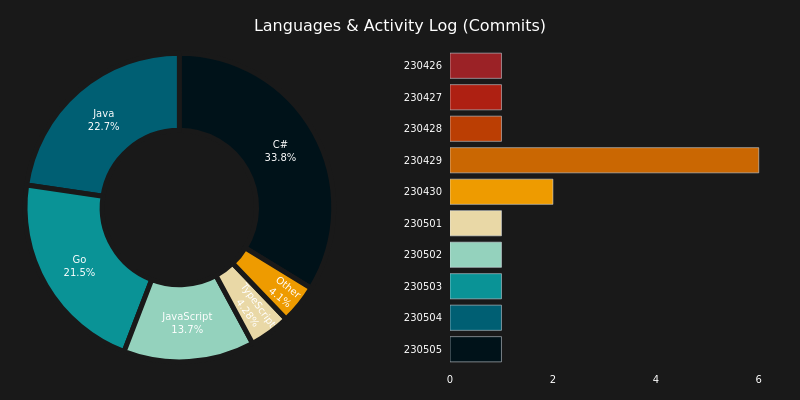 Languages & Activity Log (Commits)
C#
33.8%
Java
22.7%
Go
21.5%
JavaScript
13.7%
TypeScript
4.28%
Other
4.1%
230426
230427
230428
230429
230430
230501
230502
230503
230504
230505
0 2 4 6